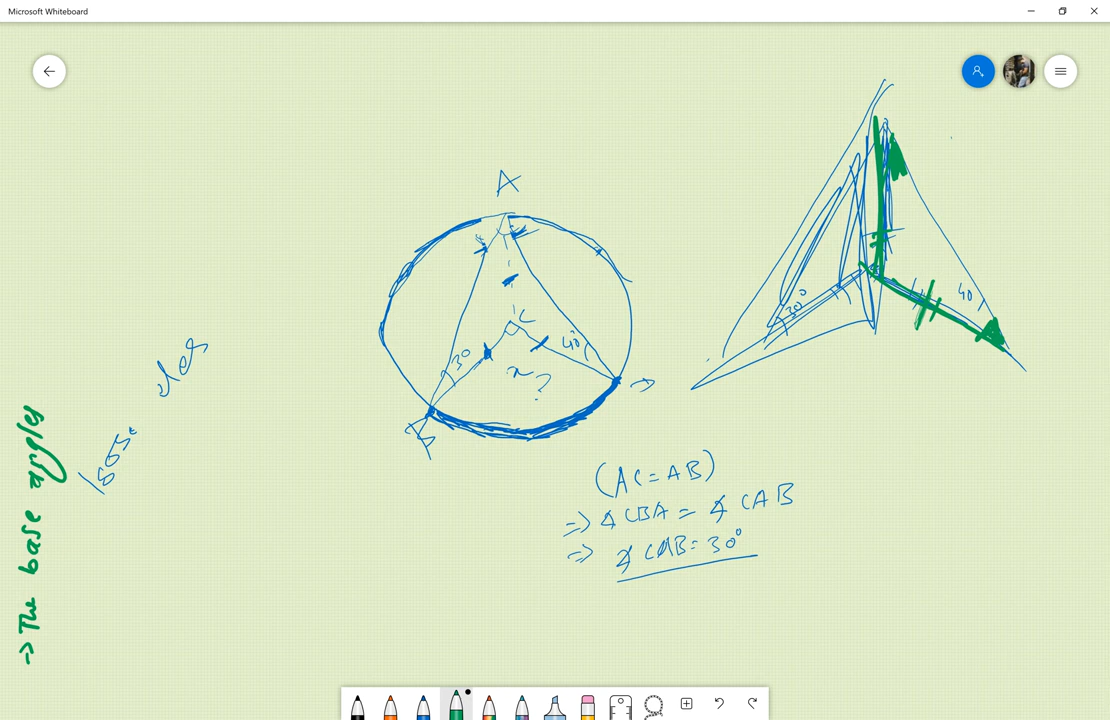 Microsoft Whiteboard
A
C
30
40°
x ?
B
30°
40
(AC = AB)
⇒ ∡ CBA = ∡ CAB
⇒ ∡ CAB = 30°
→ The base angles